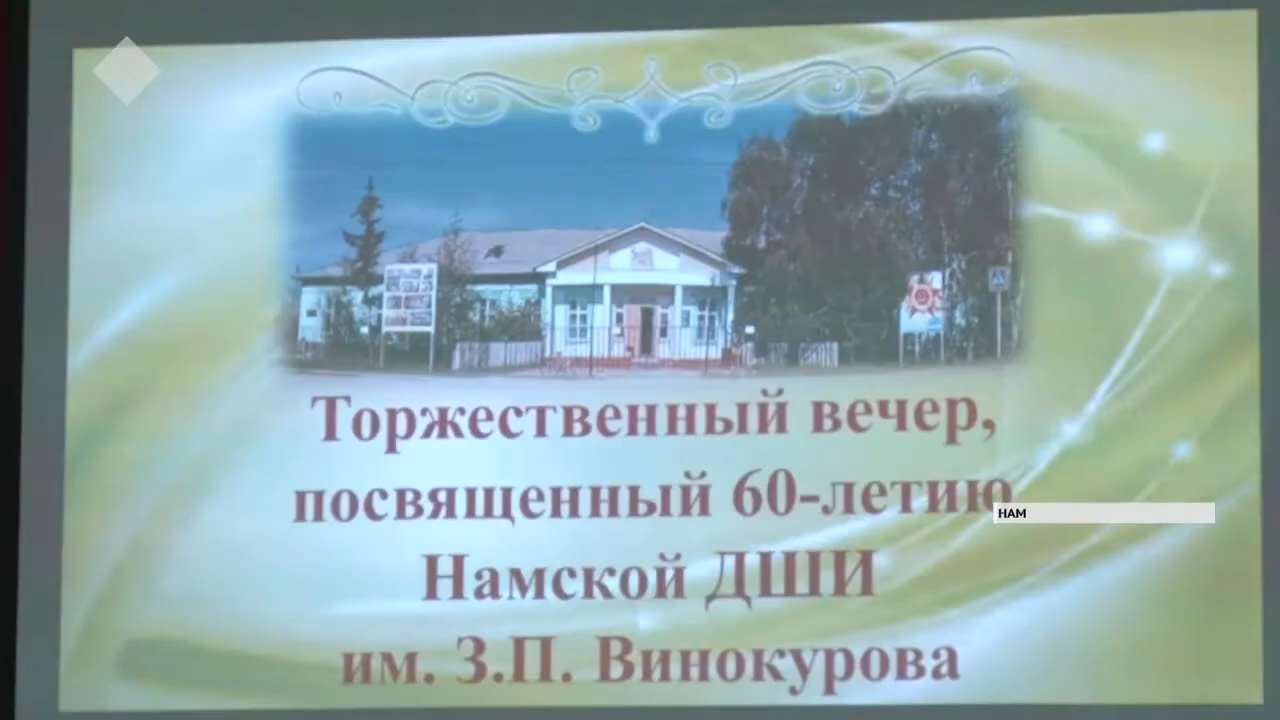 Торжественный вечер,
посвященный 60-летию
НАМ
Намской ДШИ
им. З.П. Винокурова